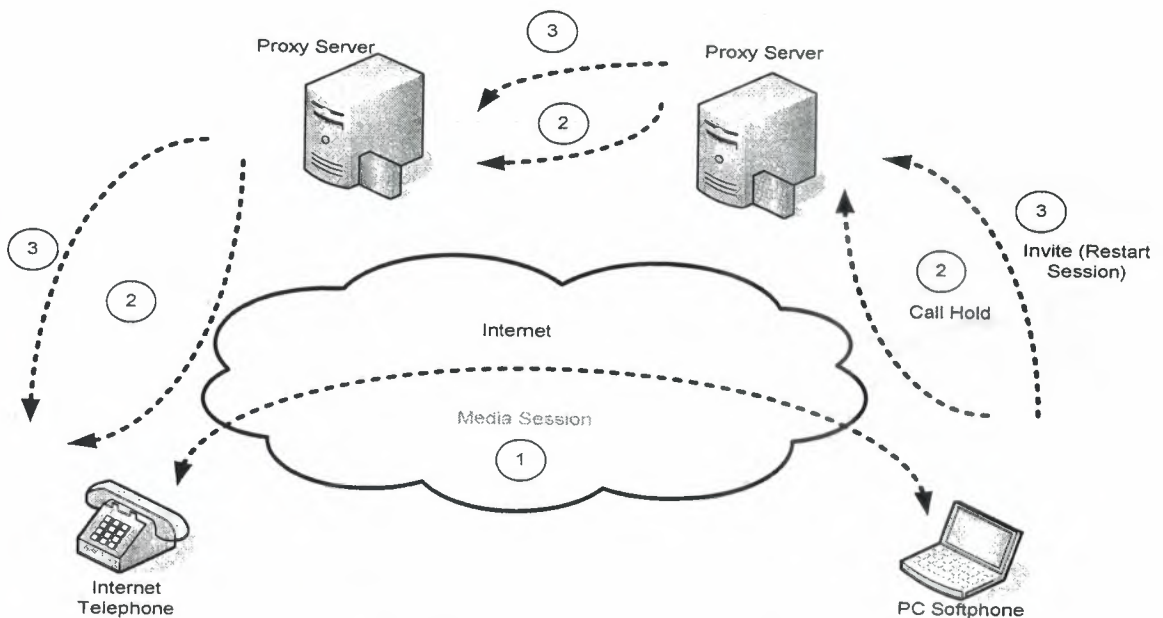 3
Proxy Server
Proxy Server
2
3
3
Invite (Restart
Session)
2
2
Call Hold
Internet
Media Session
1
Internet
Telephone
PC Softphone